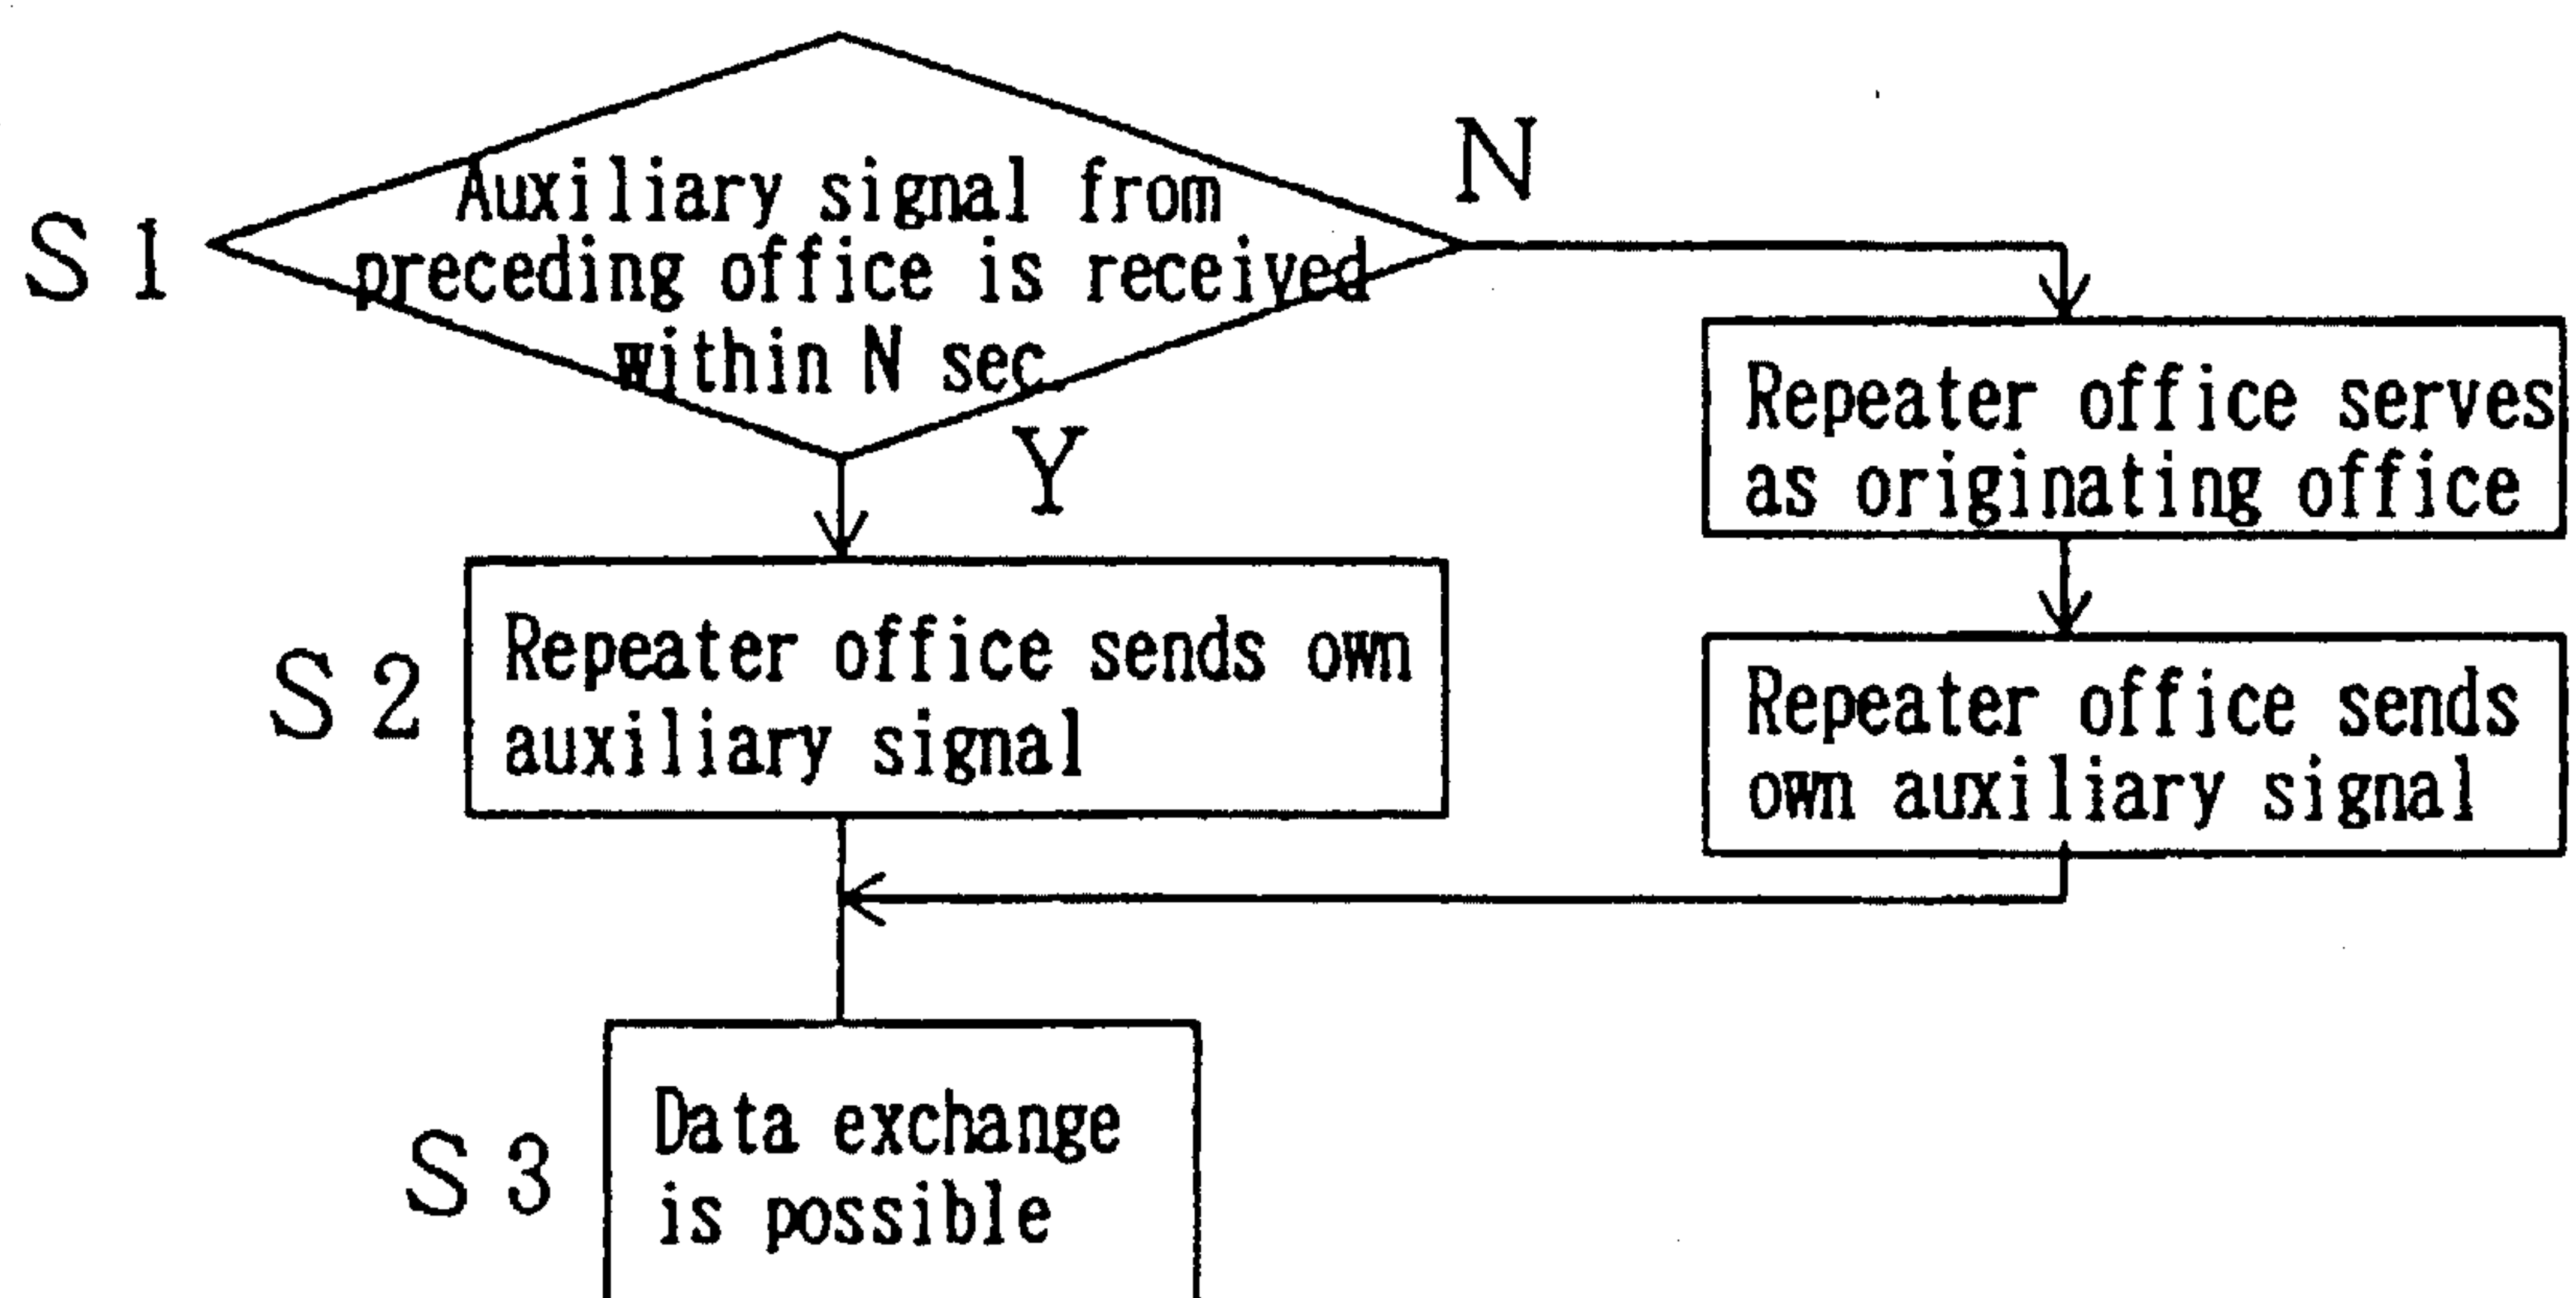 S1
Auxiliary signal from
preceding office is received
within N sec.
N
Y
Repeater office serves
as originating office
S2
Repeater office sends own
auxiliary signal
Repeater office sends
own auxiliary signal
S3
Data exchange
is possible